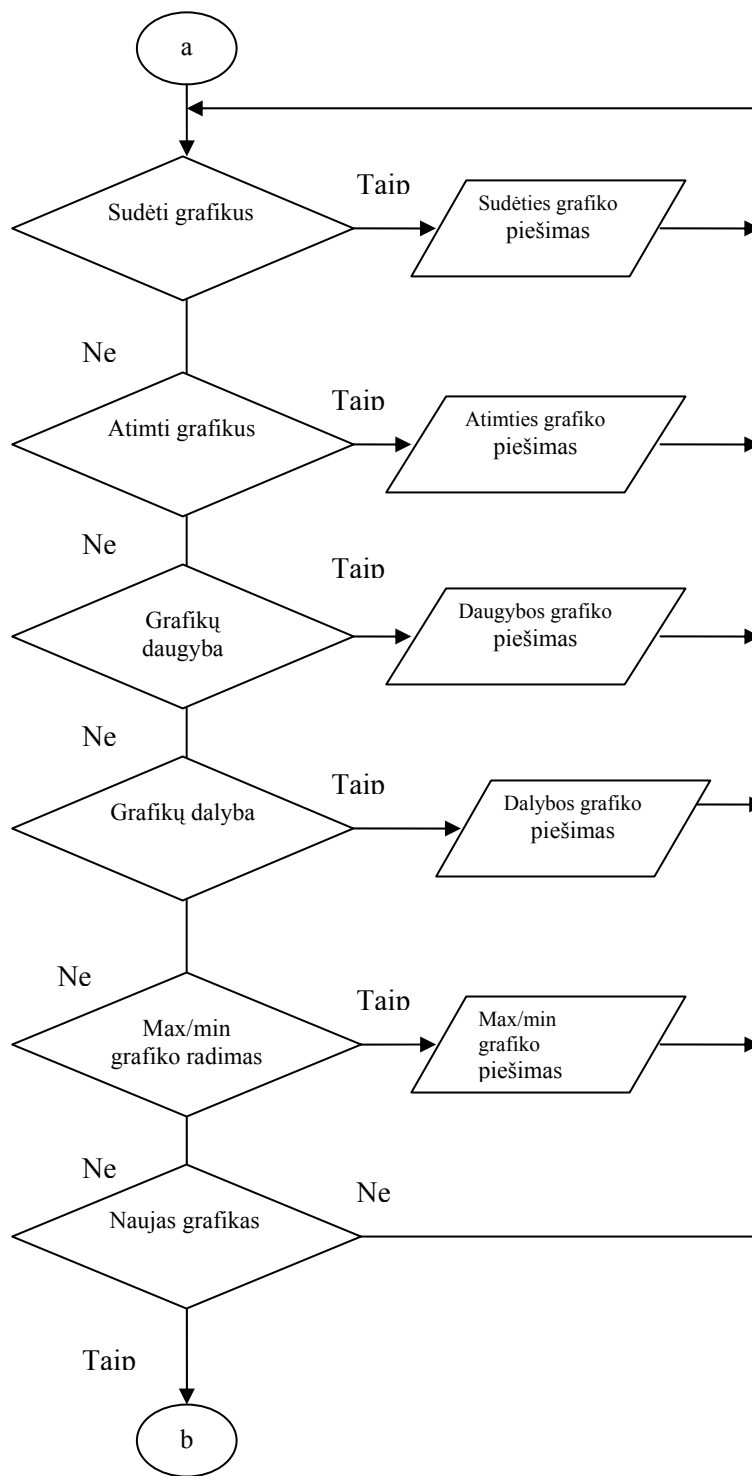 a
Taip
Sudėti grafikus
Sudėties grafiko
piešimas
Ne
Taip
Atimti grafikus
Atimties grafiko
piešimas
Ne
Taip
Grafikų
daugyba
Daugybos grafiko
piešimas
Ne
Taip
Grafikų dalyba
Dalybos grafiko
piešimas
Ne
Taip
Max/min
grafiko radimas
Max/min
grafiko
piešimas
Ne
Ne
Naujas grafikas
Taip
b